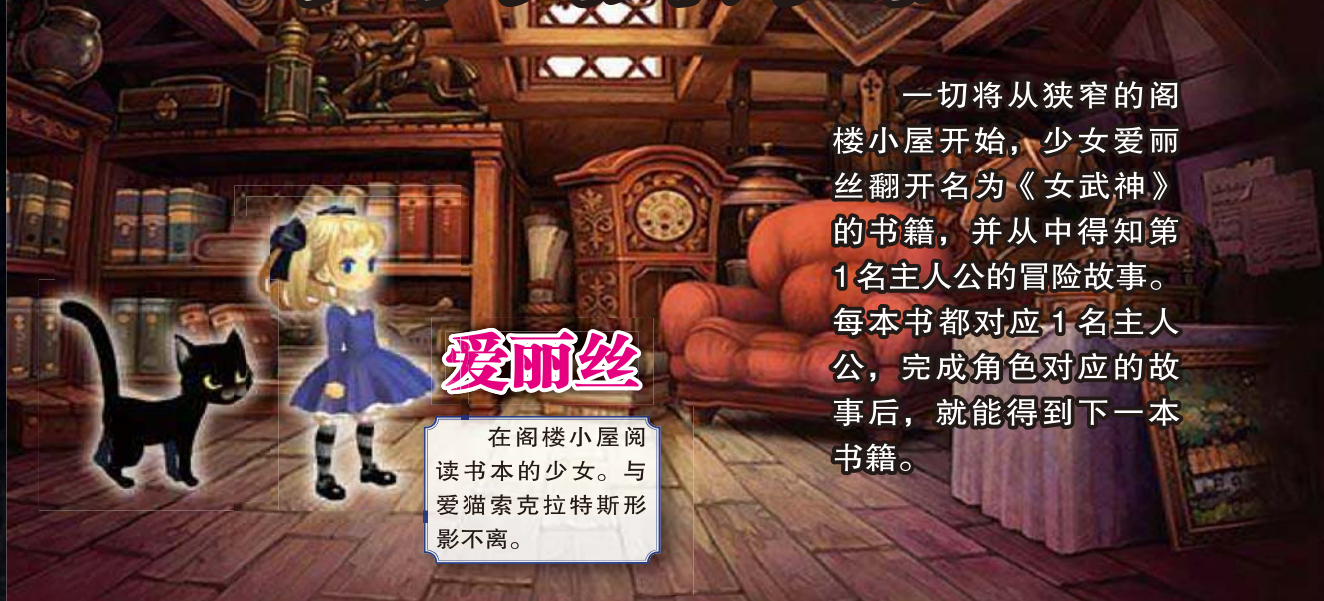 一切将从狭窄的阁
楼小屋开始，少女爱丽
丝翻开名为《女武神》
的书籍，并从中得知第
1名主人公的冒险故事。
每本书都对应1名主人
公，完成角色对应的故
事后，就能得到下一本
书籍。
爱丽丝
在阁楼小屋阅
读书本的少女。与
爱猫索克拉特斯形
影不离。